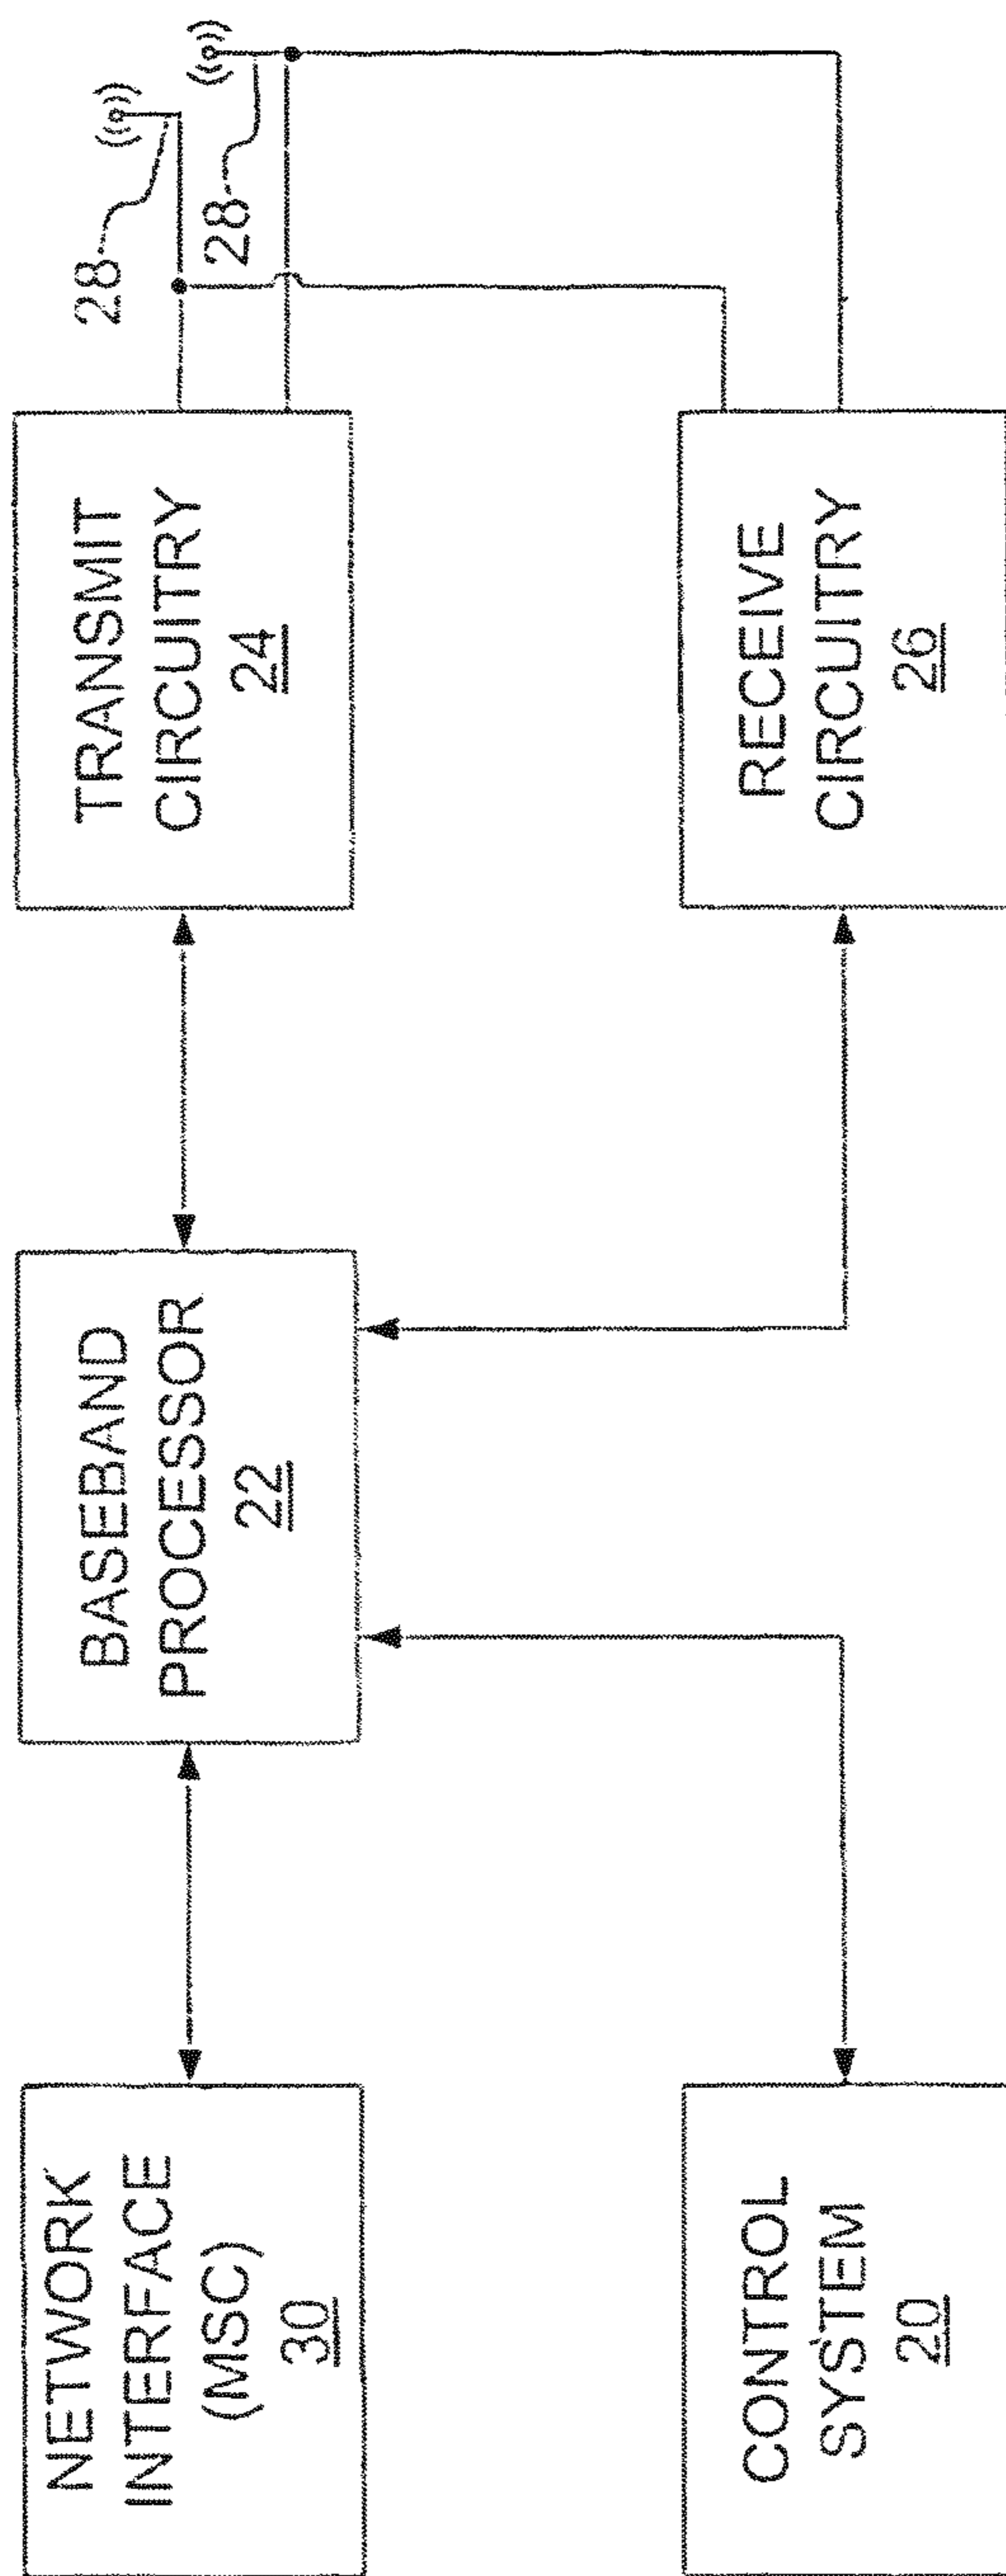 NETWORK
INTERFACE
(MSC)
30
BASEBAND
PROCESSOR
22
TRANSMIT
CIRCUITRY
24
28
28
CONTROL
SYSTEM
20
RECEIVE
CIRCUITRY
26